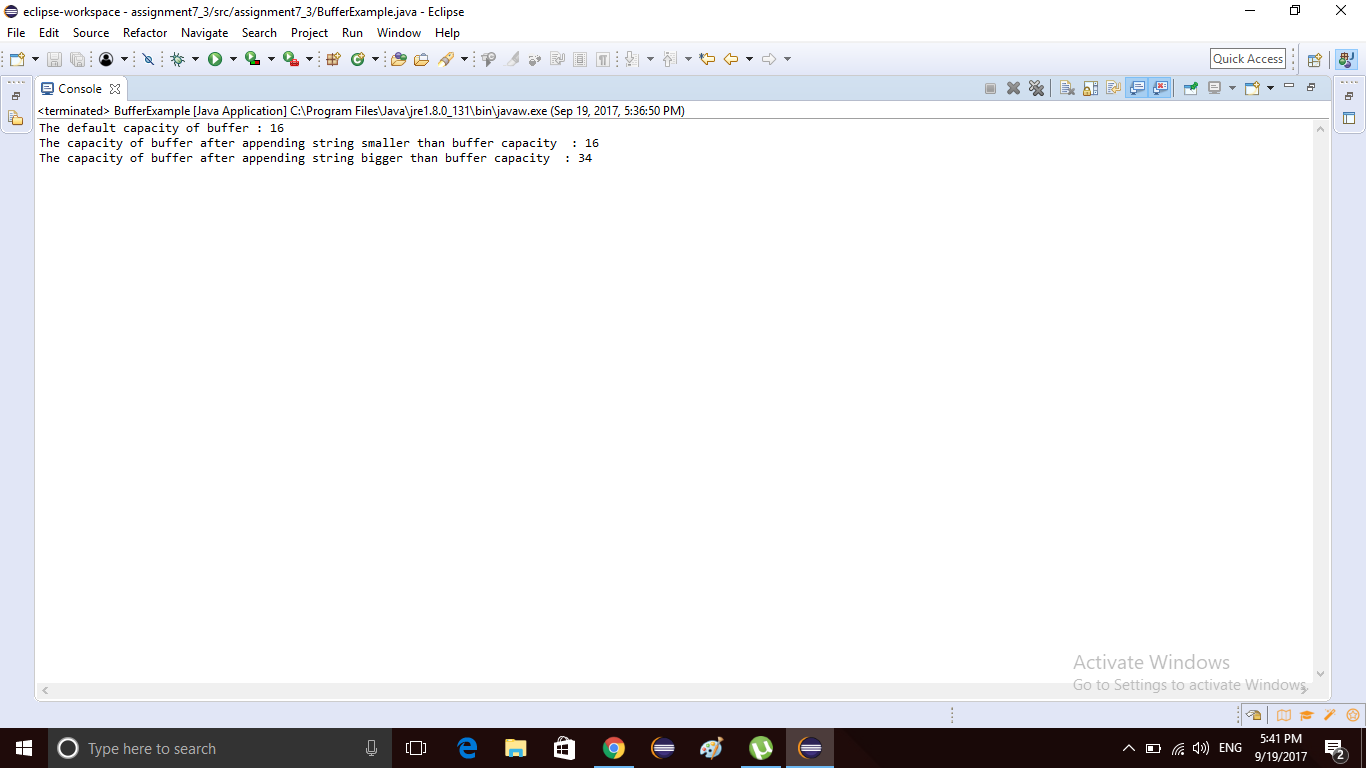 eclipse-workspace - assignment7_3/src/assignment7_3/BufferExample.java - Eclipse
File Edit Source Refactor Navigate Search Project Run Window Help
Quick Access
Console
<terminated> BufferExample [Java Application] C:\Program Files\Java\jre1.8.0_131\bin\javaw.exe (Sep 19, 2017, 5:36:50 PM)
The default capacity of buffer : 16
The capacity of buffer after appending string smaller than buffer capacity  : 16
The capacity of buffer after appending string bigger than buffer capacity  : 34
Activate Windows
Go to Settings to activate Windows.
Type here to search
ENG
5:41 PM
9/19/2017
2